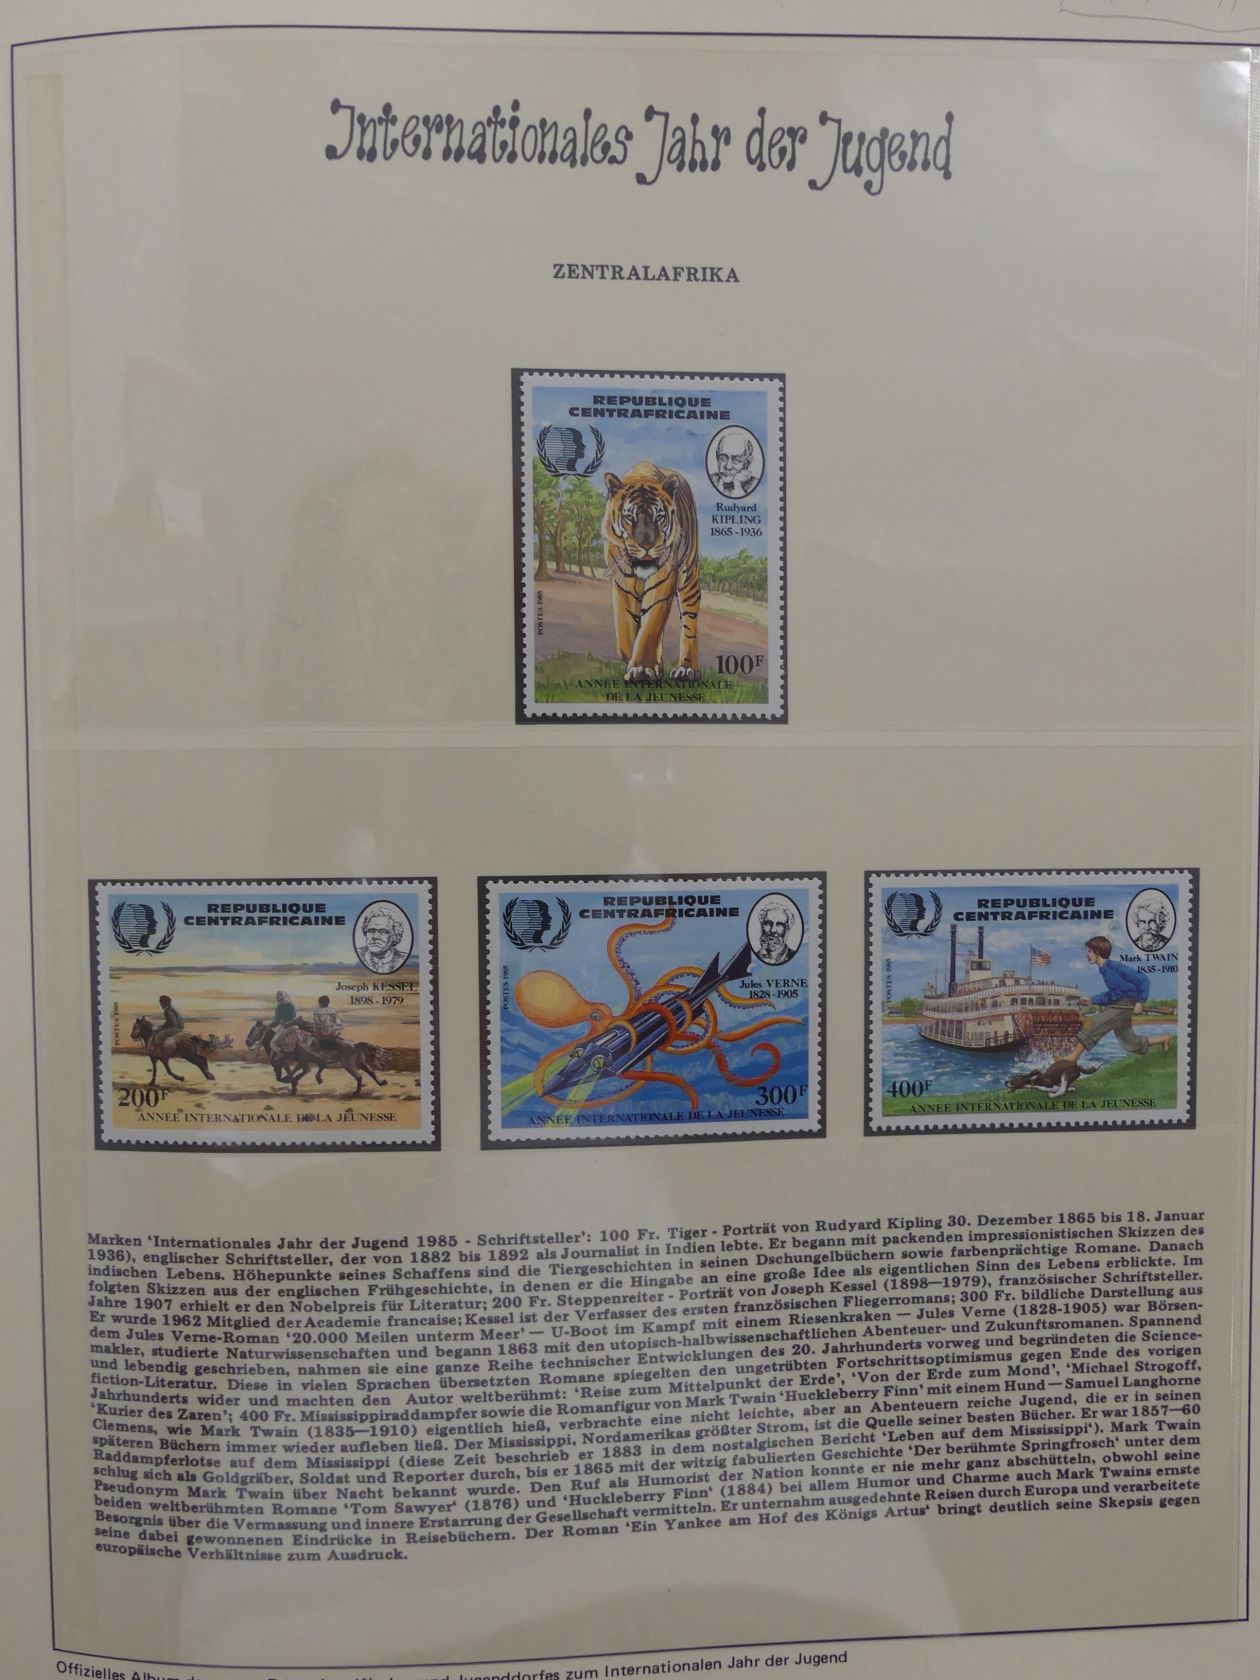 Internationales Jahr der Jugend
ZENTRALAFRIKA
REPUBLIQUE
CENTRAFRICAINE
Rudyard
KIPLING
1865-1936
POSTES 1985
100F
ANNÉE INTERNATIONALE
DE LA JEUNESSE
REPUBLIQUE
CENTRAFRICAINE
Joseph KESSEL
1898-1979
POSTES 1985
200F
ANNÉE INTERNATIONALE DE LA JEUNESSE
REPUBLIQUE
CENTRAFRICAINE
Jules VERNE
1828-1905
POSTES 1985
300F
ANNÉE INTERNATIONALE DE LA JEUNESSE
REPUBLIQUE
CENTRAFRICAINE
Mark TWAIN
1835-1910
POSTES 1985
400F
ANNÉE INTERNATIONALE DE LA JEUNESSE
Marken 'Internationales Jahr der Jugend 1985 - Schriftsteller': 100 Fr. Tiger - Porträt von Rudyard Kipling 30. Dezember 1865 bis 18. Januar
1936), englischer Schriftsteller, der von 1882 bis 1892 als Journalist in Indien lebte. Er begann mit packenden impressionistischen Skizzen des
indischen Lebens. Höhepunkte seines Schaffens sind die Tiergeschichten in seinen Dschungelbüchern sowie farbenprächtige Romane. Danach
folgten Skizzen aus der englischen Frühgeschichte, in denen er die Hingabe an eine große Idee als eigentlichen Sinn des Lebens erblickte. Im
Jahre 1907 erhielt er den Nobelpreis für Literatur; 200 Fr. Steppenreiter - Porträt von Joseph Kessel (1898—1979), französischer Schriftsteller.
Er wurde 1962 Mitglied der Academie francaise; Kessel ist der Verfasser des ersten französischen Fliegerromans; 300 Fr. bildliche Darstellung aus
dem Jules Verne-Roman '20.000 Meilen unterm Meer' — U-Boot im Kampf mit einem Riesenkraken — Jules Verne (1828-1905) war Börsen-
makler, studierte Naturwissenschaften und begann 1863 mit den utopisch-halbwissenschaftlichen Abenteuer- und Zukunftsromanen. Spannend
und lebendig geschrieben, nahmen sie eine ganze Reihe technischer Entwicklungen des 20. Jahrhunderts vorweg und begründeten die Science-
fiction-Literatur. Diese in vielen Sprachen übersetzten Romane spiegelten den ungetrübten Fortschrittsoptimismus gegen Ende des vorigen
Jahrhunderts wider und machten den Autor weltberühmt: 'Reise zum Mittelpunkt der Erde', 'Von der Erde zum Mond', 'Michael Strogoff,
'Kurier des Zaren'; 400 Fr. Mississippiraddampfer sowie die Romanfigur von Mark Twain 'Huckleberry Finn' mit einem Hund — Samuel Langhorne
Clemens, wie Mark Twain (1835—1910) eigentlich hieß, verbrachte eine nicht leichte, aber an Abenteuern reiche Jugend, die er in seinen
späteren Büchern immer wieder aufleben ließ. Der Mississippi, Nordamerikas größter Strom, ist die Quelle seiner besten Bücher. Er war 1857—60
Raddampferlotse auf dem Mississippi (diese Zeit beschrieb er 1883 in dem nostalgischen Bericht 'Leben auf dem Mississippi'). Mark Twain
schlug sich als Goldgräber, Soldat und Reporter durch, bis er 1865 mit der witzig fabulierten Geschichte 'Der berühmte Springfrosch' unter dem
Pseudonym Mark Twain über Nacht bekannt wurde. Den Ruf als Humorist der Nation konnte er nie mehr ganz abschütteln, obwohl seine
beiden weltberühmten Romane 'Tom Sawyer' (1876) und 'Huckleberry Finn' (1884) bei allem Humor und Charme auch Mark Twains ernste
Besorgnis über die Vermassung und innere Erstarrung der Gesellschaft vermitteln. Er unternahm ausgedehnte Reisen durch Europa und verarbeitete
seine dabei gewonnenen Eindrücke in Reisebüchern. Der Roman 'Ein Yankee am Hof des Königs Artus' bringt deutlich seine Skepsis gegen
europäische Verhältnisse zum Ausdruck.
Offizielles Album zum Internationalen Jahr der Jugend